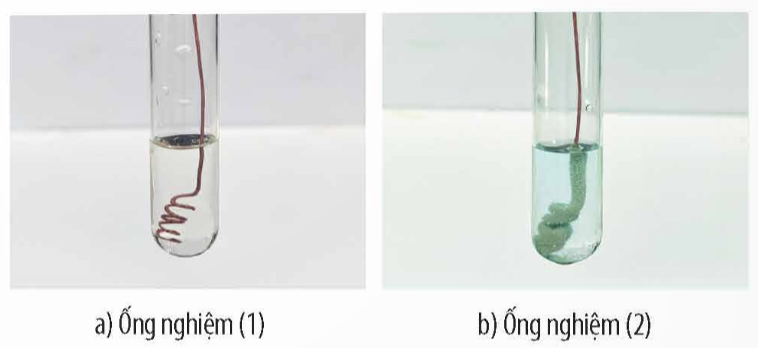 a) Ống nghiệm (1)
b) Ống nghiệm (2)